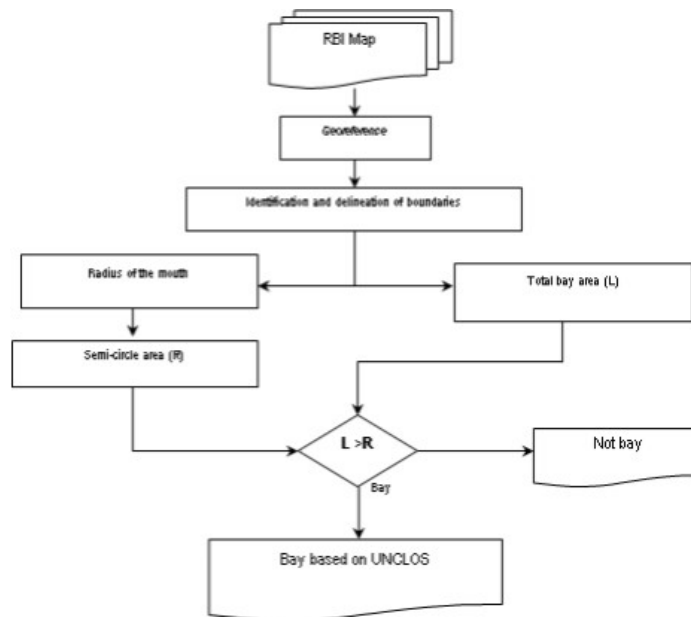 RBI Map
Georeference
Identification and delineation of boundaries
Radius of the mouth
Total bay area (L)
Semi-circle area (R)
L >R
Not bay
Bay
Bay based on UNCLOS